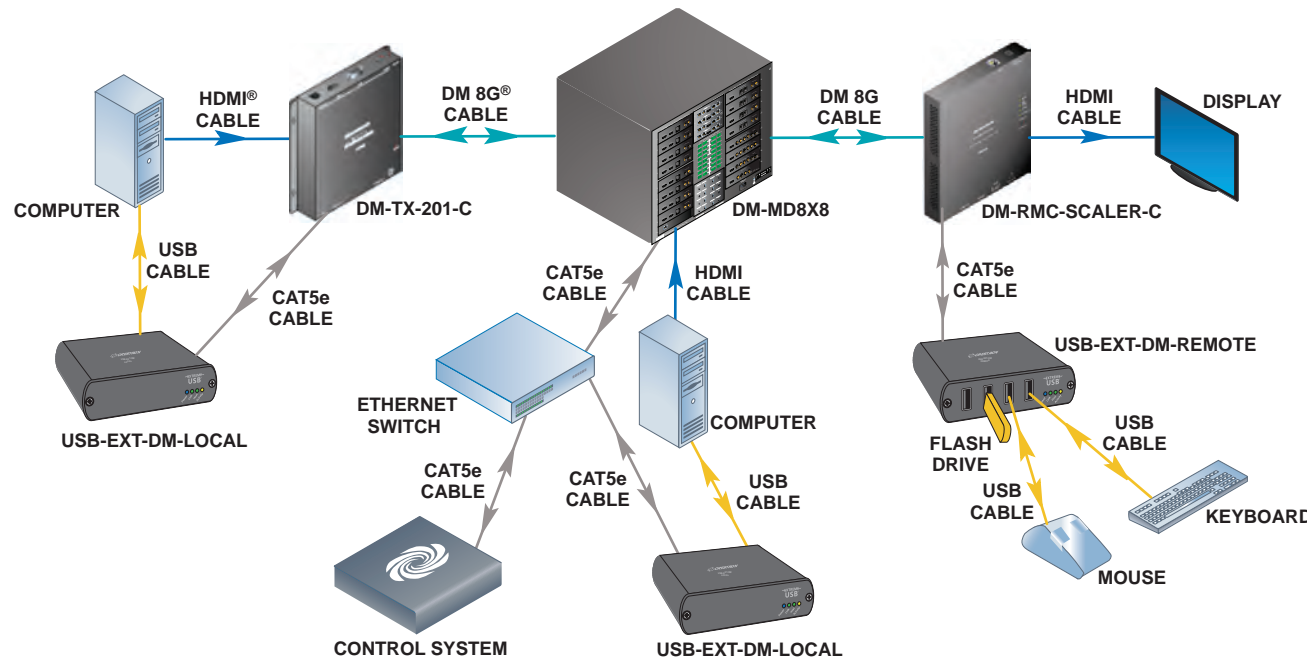 HDMI®
CABLE
DM 8G®
CABLE
DM 8G
CABLE
HDMI
CABLE
DISPLAY
COMPUTER
DM-TX-201-C
DM-MD8X8
DM-RMC-SCALER-C
USB
CABLE
CAT5e
CABLE
CAT5e
CABLE
HDMI
CABLE
CAT5e
CABLE
USB-EXT-DM-REMOTE
USB
USB-EXT-DM-LOCAL
ETHERNET
SWITCH
COMPUTER
USB
FLASH
DRIVE
USB
CABLE
CAT5e
CABLE
CAT5e
CABLE
USB
CABLE
USB
CABLE
KEYBOARD
MOUSE
USB
CONTROL SYSTEM
USB-EXT-DM-LOCAL